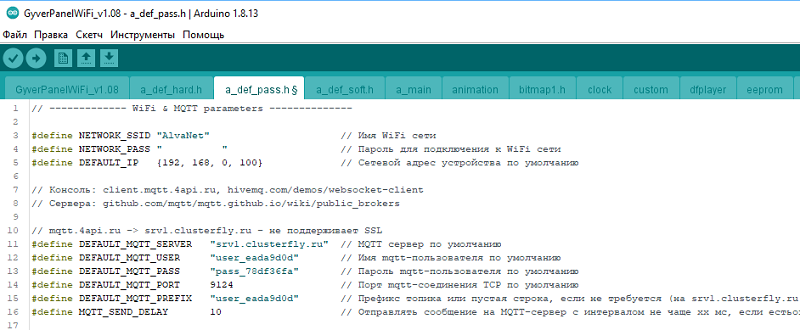 GyverPanelWiFi_v1.08 - a_def_pass.h | Arduino 1.8.13
Файл Правка Скетч Инструменты Помощь
GyverPanelWiFi_v1.08 a_def_hard.h a_def_pass.h § a_def_soft.h a_main animation bitmap1.h clock custom dfplayer eeprom
1 // ------------- WiFi & MQTT parameters --------------
2
3 #define NETWORK_SSID "AlvaNet" // Имя WiFi сети
4 #define NETWORK_PASS " " // Пароль для подключения к WiFi сети
5 #define DEFAULT_IP {192, 168, 0, 100} // Сетевой адрес устройства по умолчанию
6
7 // Консоль: client.mqtt.4api.ru, hivemq.com/demos/websocket-client
8 // Сервера: github.com/mqtt/mqtt.github.io/wiki/public_brokers
9
10 // mqtt.4api.ru -> srv1.clusterfly.ru - не поддерживает SSL
11 #define DEFAULT_MQTT_SERVER "srv1.clusterfly.ru" // MQTT сервер по умолчанию
12 #define DEFAULT_MQTT_USER "user_eada9d0d" // Имя mqtt-пользователя по умолчанию
13 #define DEFAULT_MQTT_PASS "pass_78df36fa" // Пароль mqtt-пользователя по умолчанию
14 #define DEFAULT_MQTT_PORT 9124 // Порт mqtt-соединения TCP по умолчанию
15 #define DEFAULT_MQTT_PREFIX "user_eada9d0d" // Префикс топика или пустая строка, если не требуется (на srv1.clusterfly.ru
16 #define MQTT_SEND_DELAY 10 // Отправлять сообщение на MQTT-сервер с интервалом не чаще xx мс, если есть
17